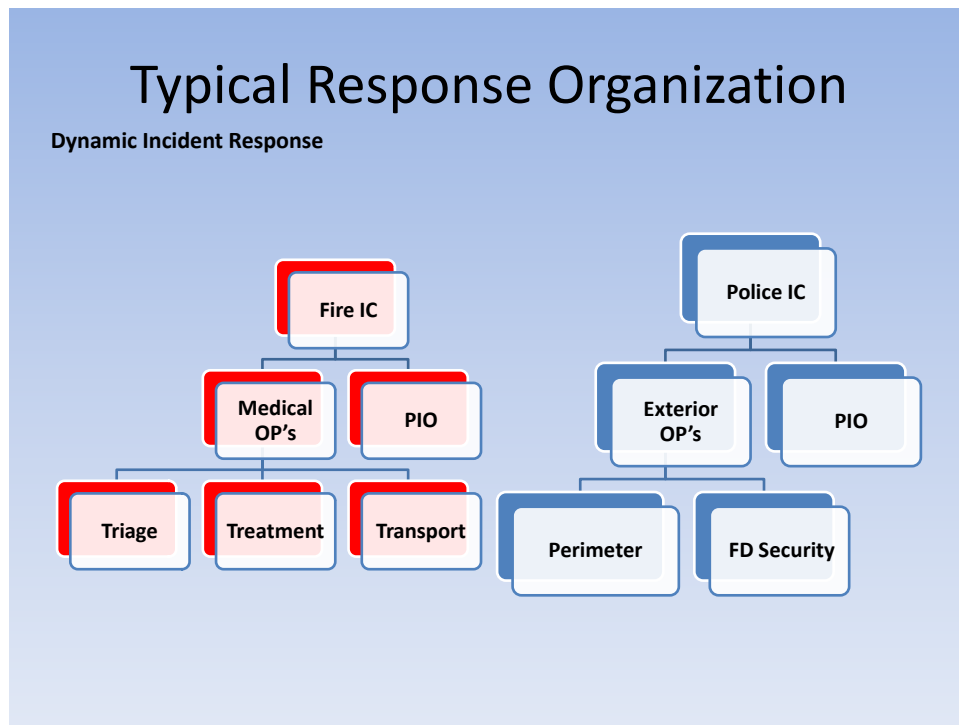 Typical Response Organization
Dynamic Incident Response
Fire IC
Medical
OP’s
PIO
Triage
Treatment
Transport
Police IC
Exterior
OP’s
PIO
Perimeter
FD Security